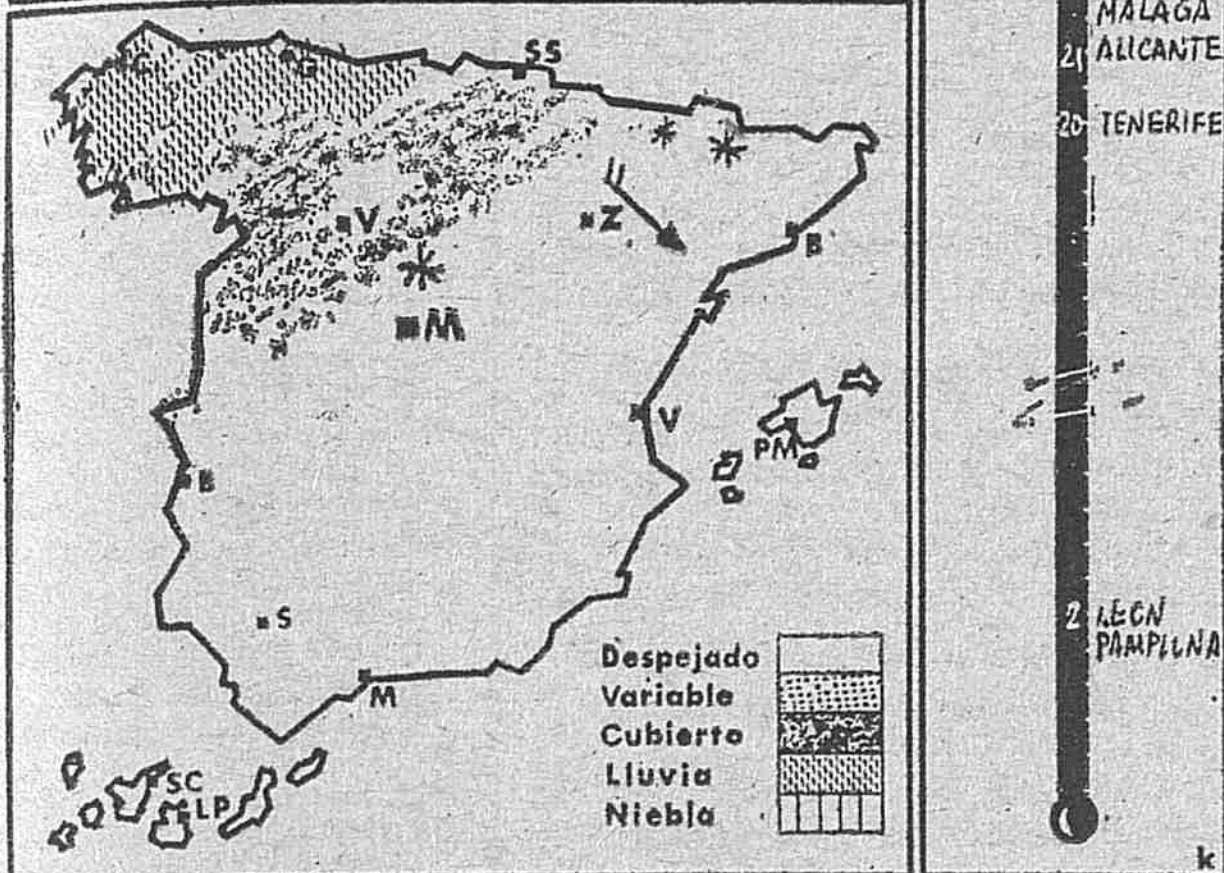 SS
V
Z
B
M
V
PM
B
S
M
SC
LP
Despejado
Variable
Cubierto
Lluvia
Niebla
MALAGA
21 ALICANTE
20 TENERIFE
2 LEON
PAMPLONA
k